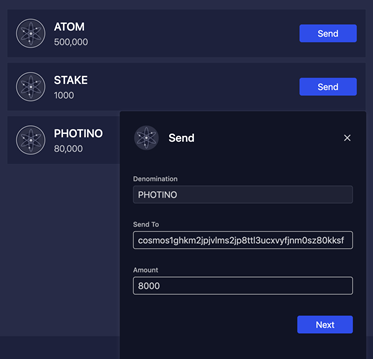 ATOM
500,000
Send
STAKE
1000
Send
PHOTINO
80,000
Send
Denomination
PHOTINO
Send To
cosmos1ghkm2jpjvlms2jp8ttl3ucxvyfjnm0sz80kksf
Amount
8000
Next